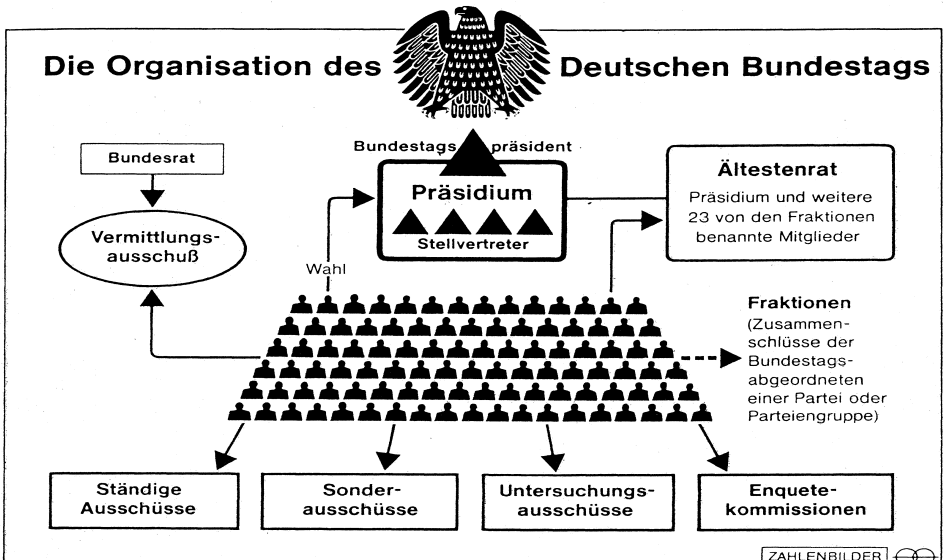 Die Organisation des Deutschen Bundestags
Bundestagspräsident
Bundesrat
Präsidium
Stellvertreter
Ältestenrat
Präsidium und weitere
23 von den Fraktionen
benannte Mitglieder
Vermittlungs-
ausschuß
Wahl
Fraktionen
(Zusammen-
schlüsse der
Bundestags-
abgeordneten
einer Partei oder
Parteiengruppe)
Ständige
Ausschüsse
Sonder-
ausschüsse
Untersuchungs-
ausschüsse
Enquete-
kommissionen
ZAHLENBILDER